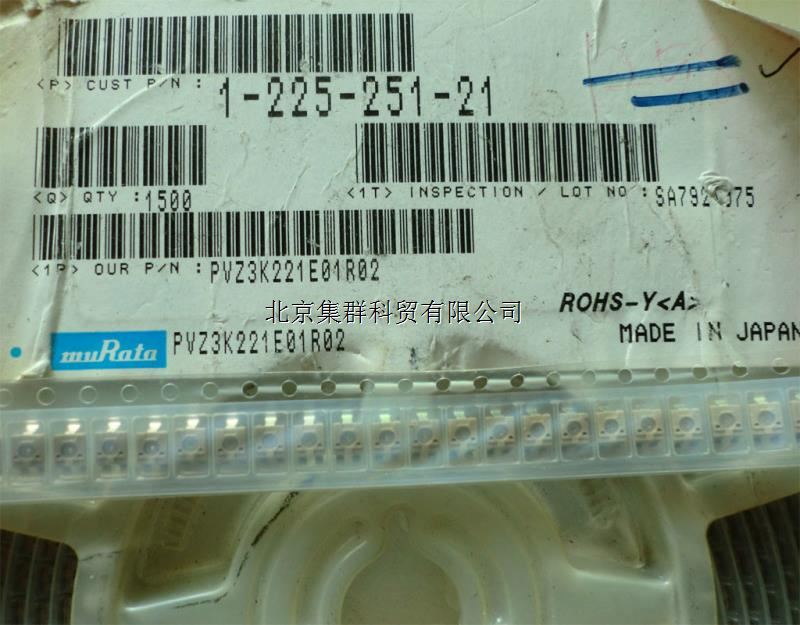 <P> CUST P/N : 1-225-251-21
<Q> QTY :1500
<1T> INSPECTION / LOT NO :
<1P> OUR P/N : PVZ3K221E01R02
北京集群科贸有限公司
ROHS-Y<A>
MADE IN JAPAN
muRata PVZ3K221E01R02